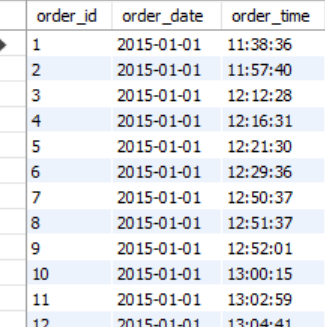 order_id order_date order_time
1 2015-01-01 11:38:36
2 2015-01-01 11:57:40
3 2015-01-01 12:12:28
4 2015-01-01 12:16:31
5 2015-01-01 12:21:30
6 2015-01-01 12:29:36
7 2015-01-01 12:50:37
8 2015-01-01 12:51:37
9 2015-01-01 12:52:01
10 2015-01-01 13:00:15
11 2015-01-01 13:02:59
12 2015-01-01 13:04:41